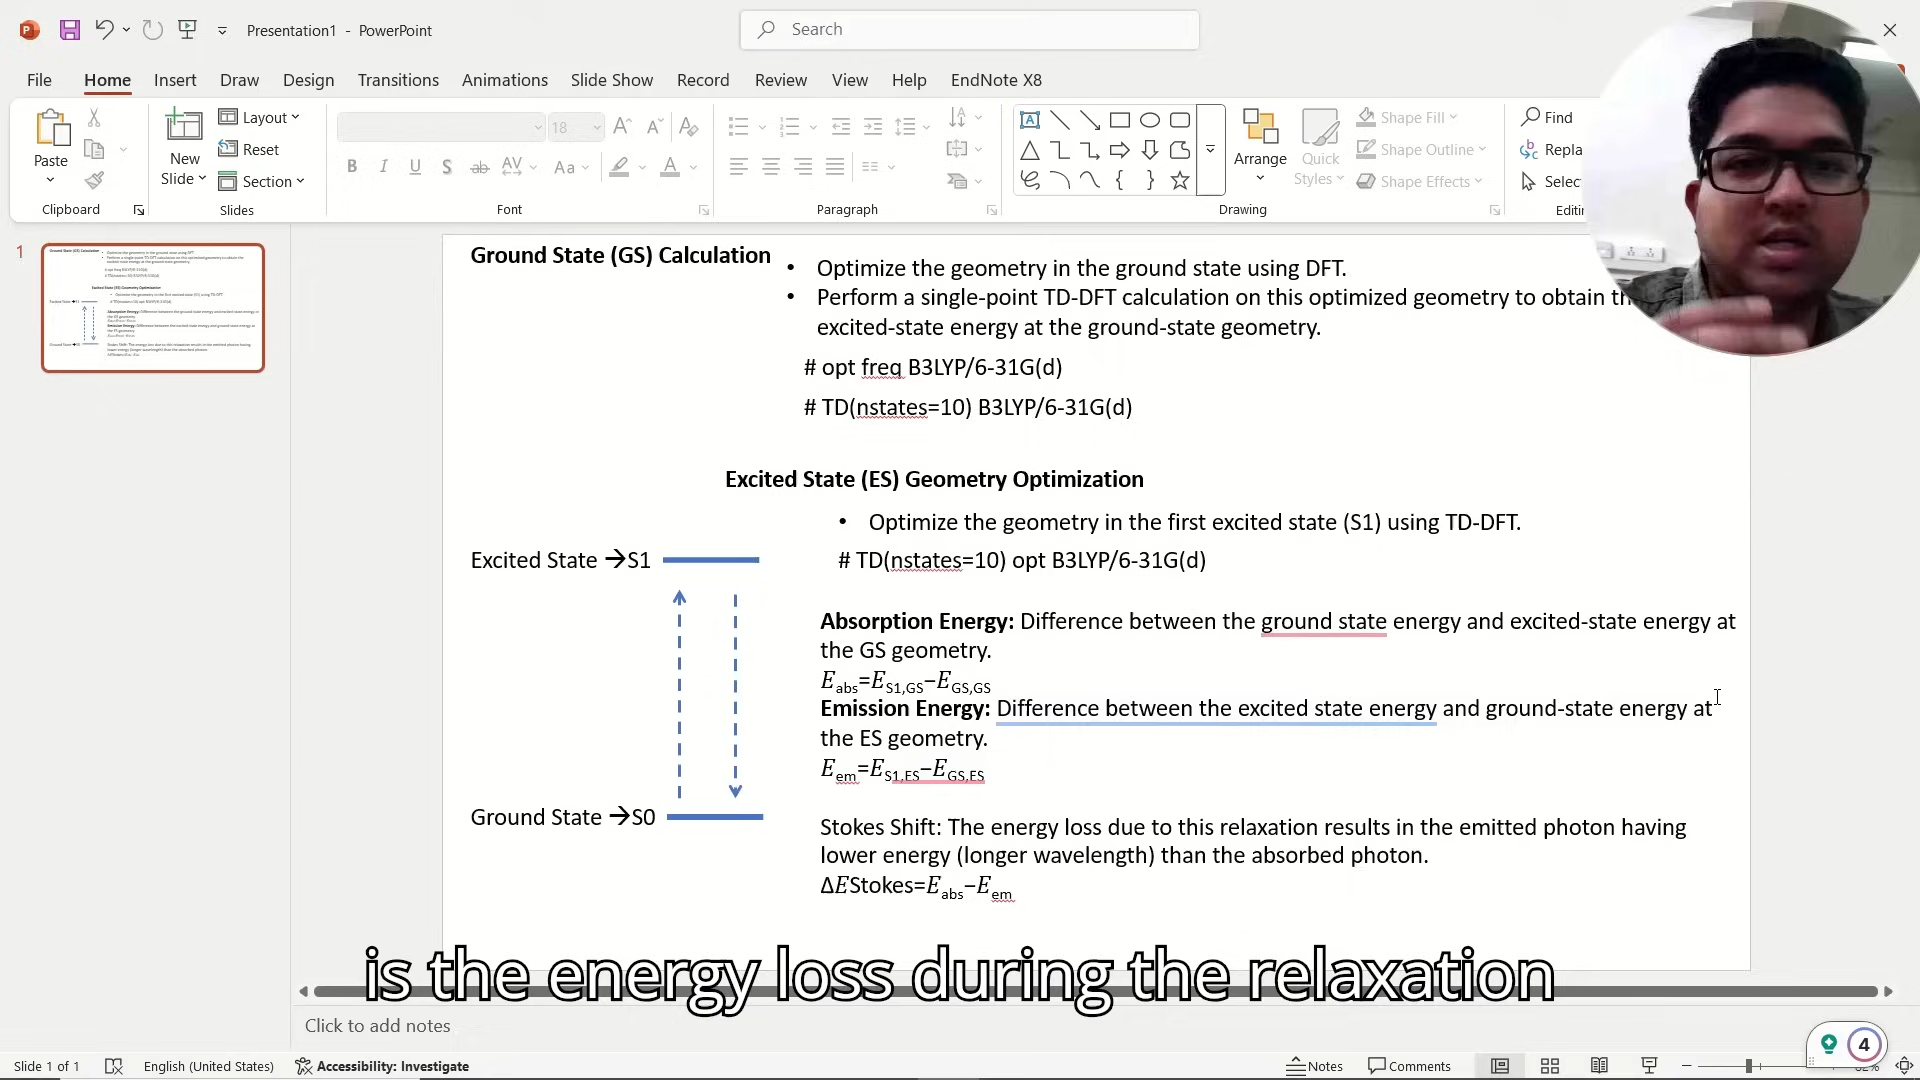 Presentation1 - PowerPoint
Search
File Home Insert Draw Design Transitions Animations Slide Show Record Review View Help EndNote X8
Paste
New
Slide
Layout
Reset
Section
18
Arrange
Quick
Styles
Shape Fill
Shape Outline
Shape Effects
Find
Clipboard
Slides
Font
Paragraph
Drawing
1
Ground State (GS) Calculation
• Optimize the geometry in the ground state using DFT.
• Perform a single-point TD-DFT calculation on this optimized geometry to obtain
excited-state energy at the ground-state geometry.
# opt freq B3LYP/6-31G(d)
# TD(nstates=10) B3LYP/6-31G(d)
Excited State (ES) Geometry Optimization
• Optimize the geometry in the first excited state (S1) using TD-DFT.
Excited State →S1
# TD(nstates=10) opt B3LYP/6-31G(d)
Absorption Energy: Difference between the ground state energy and excited-state energy at
the GS geometry.
Eabs=ES1,GS−EGS,GS
Emission Energy: Difference between the excited state energy and ground-state energy at
the ES geometry.
Eem=ES1,ES−EGS,ES
Ground State →S0
Stokes Shift: The energy loss due to this relaxation results in the emitted photon having
lower energy (longer wavelength) than the absorbed photon.
ΔEStokes=Eabs−Eem
is the energy loss during the relaxation
Click to add notes
4
Slide 1 of 1 English (United States) Accessibility: Investigate Notes Comments